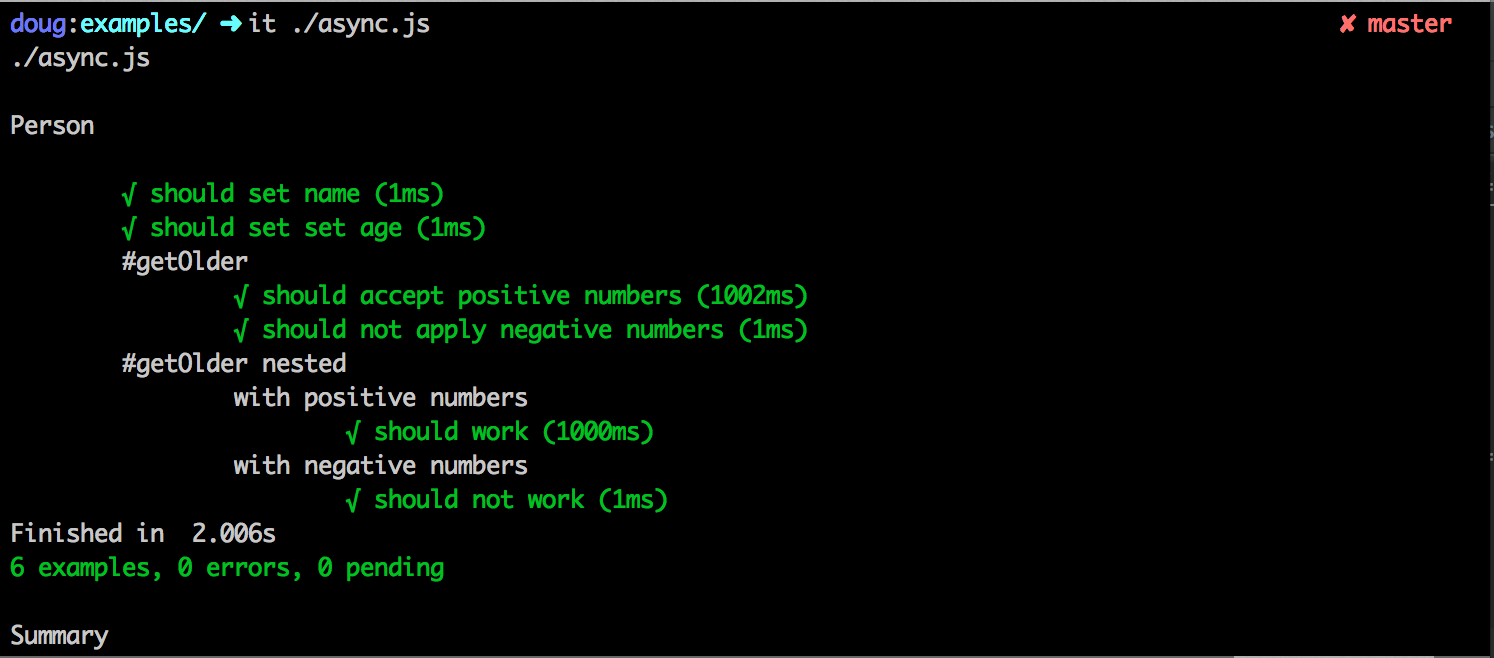 doug:examples/ ➜it ./async.js ✘ master
./async.js
Person
√ should set name (1ms)
√ should set set age (1ms)
#getOlder
√ should accept positive numbers (1002ms)
√ should not apply negative numbers (1ms)
#getOlder nested
with positive numbers
√ should work (1000ms)
with negative numbers
√ should not work (1ms)
Finished in  2.006s
6 examples, 0 errors, 0 pending
Summary